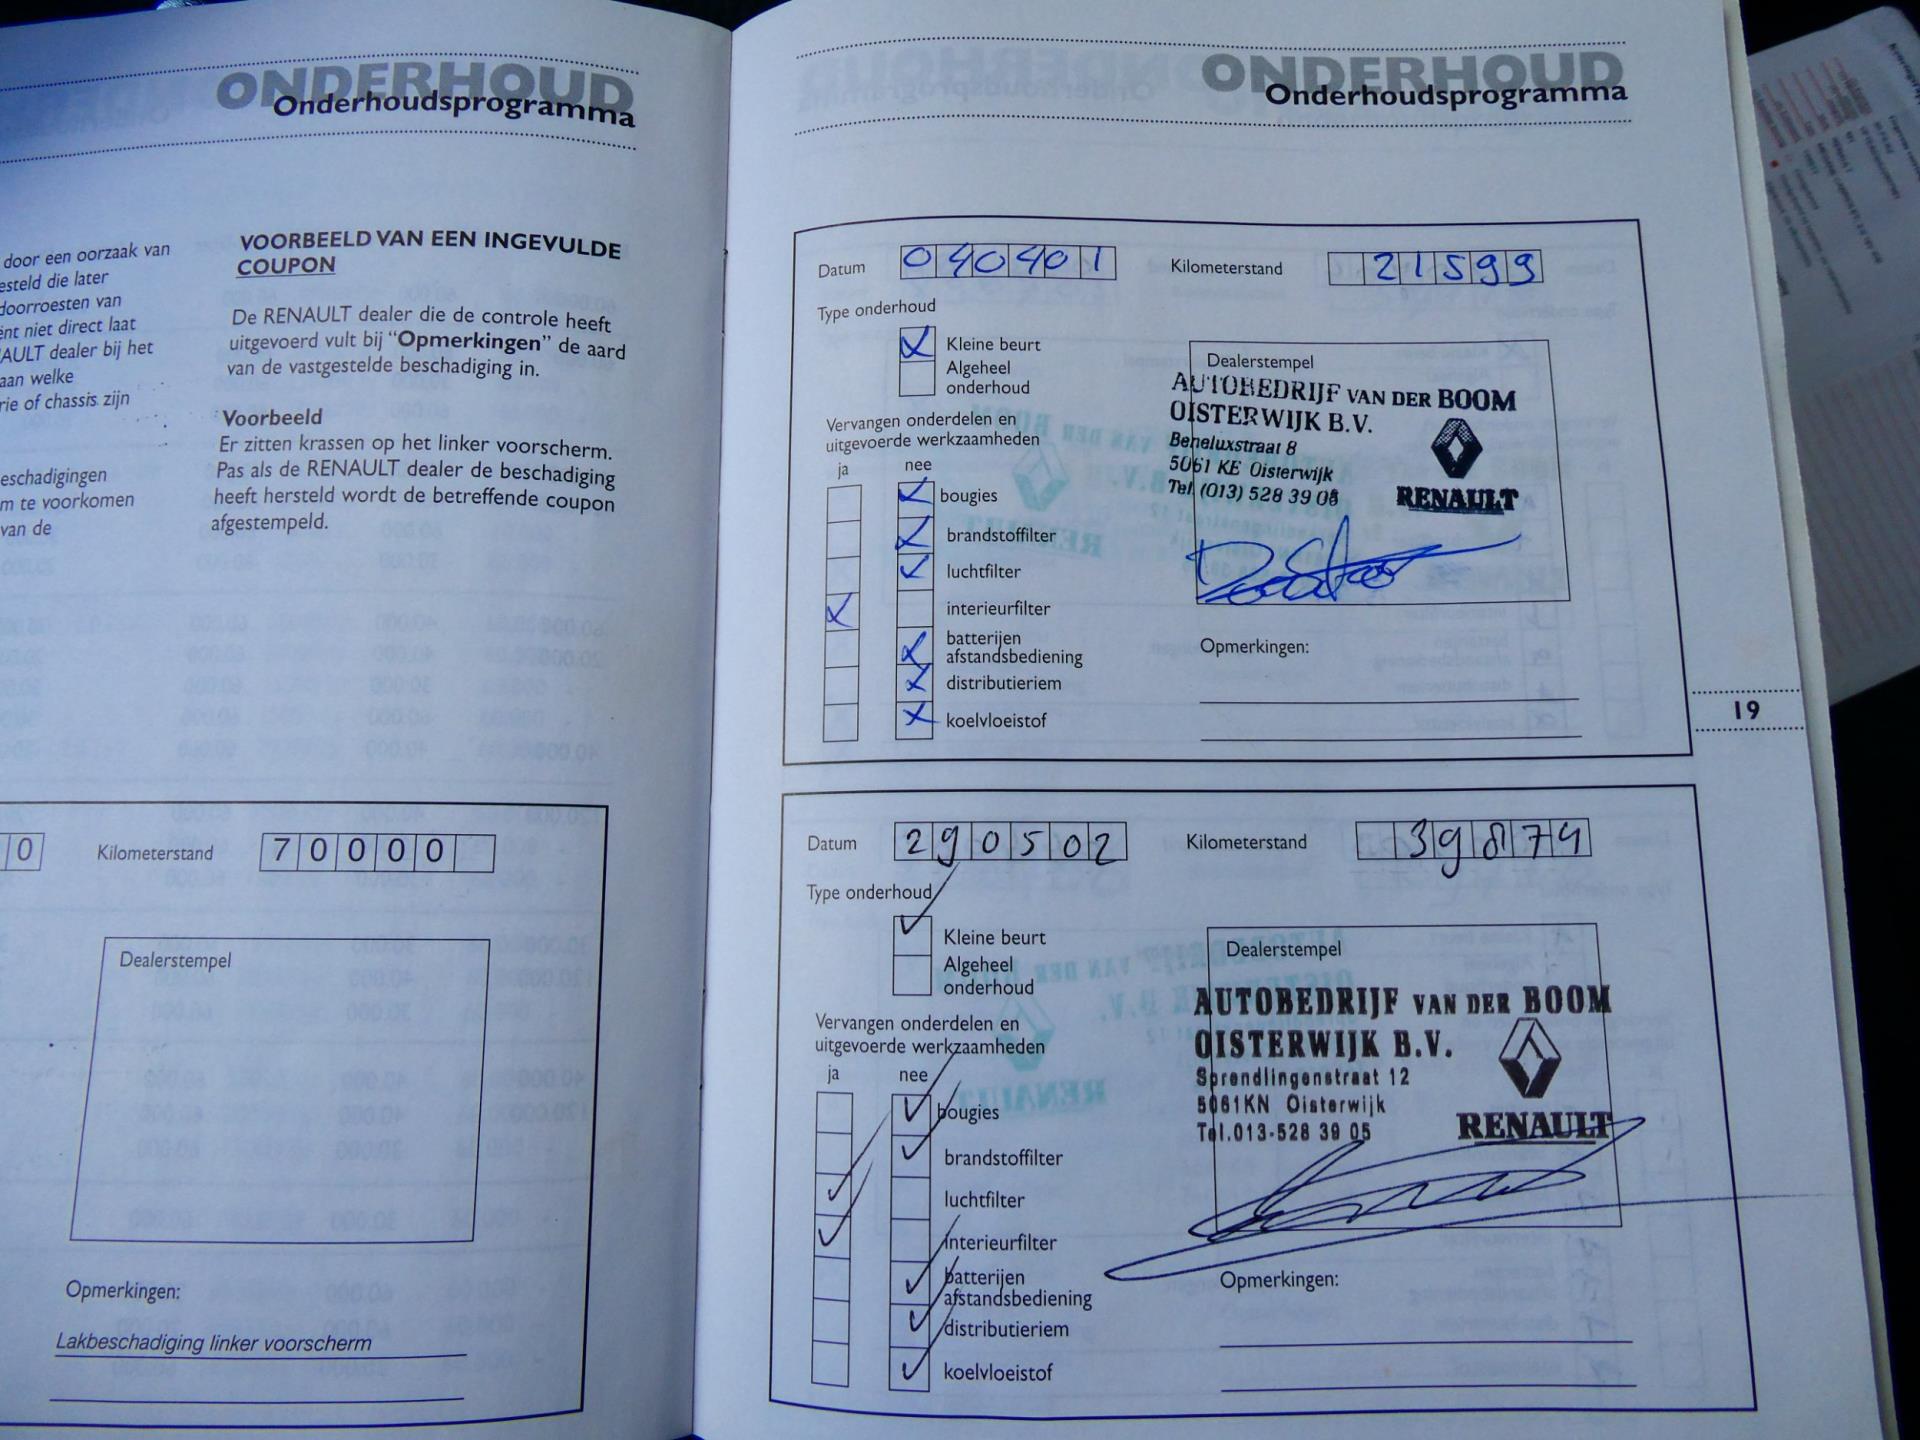 ONDERHOUD
Onderhoudsprogramma
door een oorzaak van
esteld die later
doorroesten van
ënt niet direct laat
AULT dealer bij het
aan welke
rie of chassis zijn
eschadigingen
m te voorkomen
van de
VOORBEELD VAN EEN INGEVULDE
COUPON
De RENAULT dealer die de controle heeft
uitgevoerd vult bij “Opmerkingen” de aard
van de vastgestelde beschadiging in.
Voorbeeld
Er zitten krassen op het linker voorscherm.
Pas als de RENAULT dealer de beschadiging
heeft hersteld wordt de betreffende coupon
afgestempeld.
0 Kilometerstand 70000
Dealerstempel
Opmerkingen:
Lakbeschadiging linker voorscherm
ONDERHOUD
Onderhoudsprogramma
Datum 040401 Kilometerstand 21599
Type onderhoud
Kleine beurt
Algeheel
onderhoud
Vervangen onderdelen en
uitgevoerde werkzaamheden
ja nee
bougies
brandstoffilter
luchtfilter
interieurfilter
batterijen
afstandsbediening
distributieriem
koelvloeistof
Dealerstempel
AUTOBEDRIJF VAN DER BOOM
OISTERWIJK B.V.
Beneluxstraat 8
5061 KE Oisterwijk
Tel. (013) 528 39 05
RENAULT
Opmerkingen:
19
Datum 290502 Kilometerstand 39874
Type onderhoud
Kleine beurt
Algeheel
onderhoud
Vervangen onderdelen en
uitgevoerde werkzaamheden
ja nee
bougies
brandstoffilter
luchtfilter
interieurfilter
batterijen
afstandsbediening
distributieriem
koelvloeistof
Dealerstempel
AUTOBEDRIJF VAN DER BOOM
OISTERWIJK B.V.
Sprendlingenstraat 12
5061KN Oisterwijk
Tel.013-528 39 05
RENAULT
Opmerkingen: